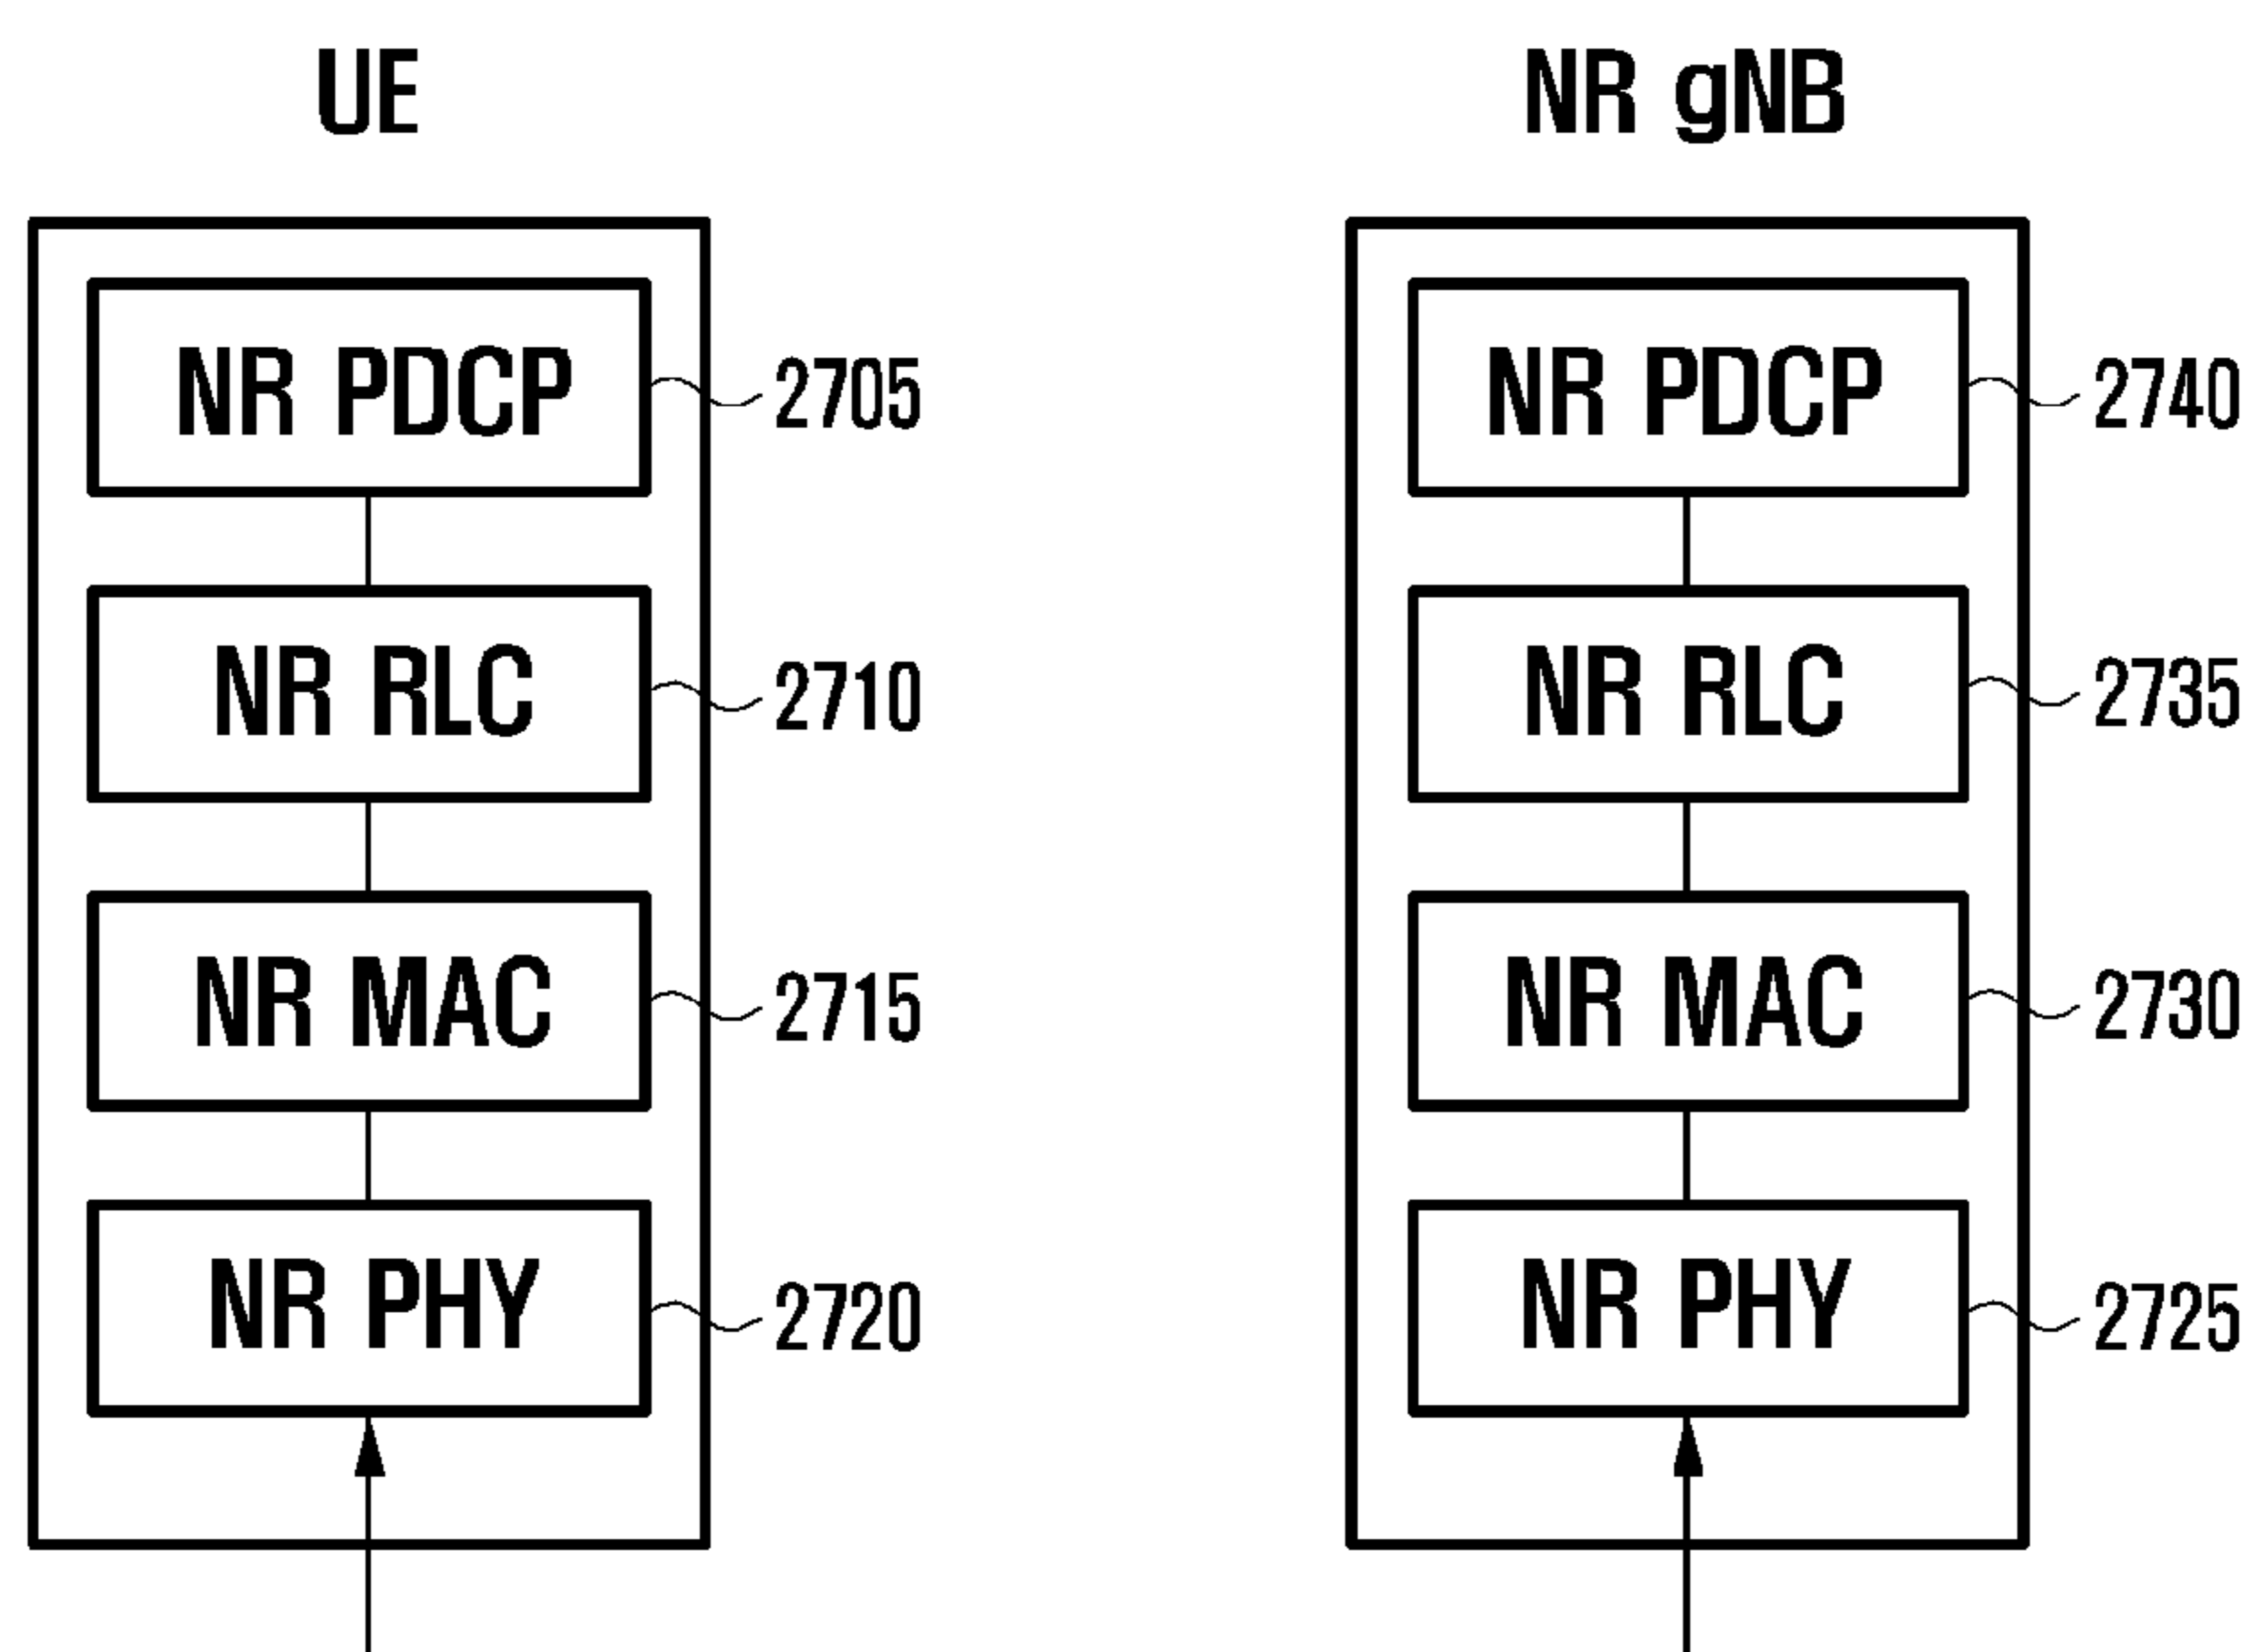 UE
NR PDCP 2705
NR RLC 2710
NR MAC 2715
NR PHY 2720
NR gNB
NR PDCP 2740
NR RLC 2735
NR MAC 2730
NR PHY 2725